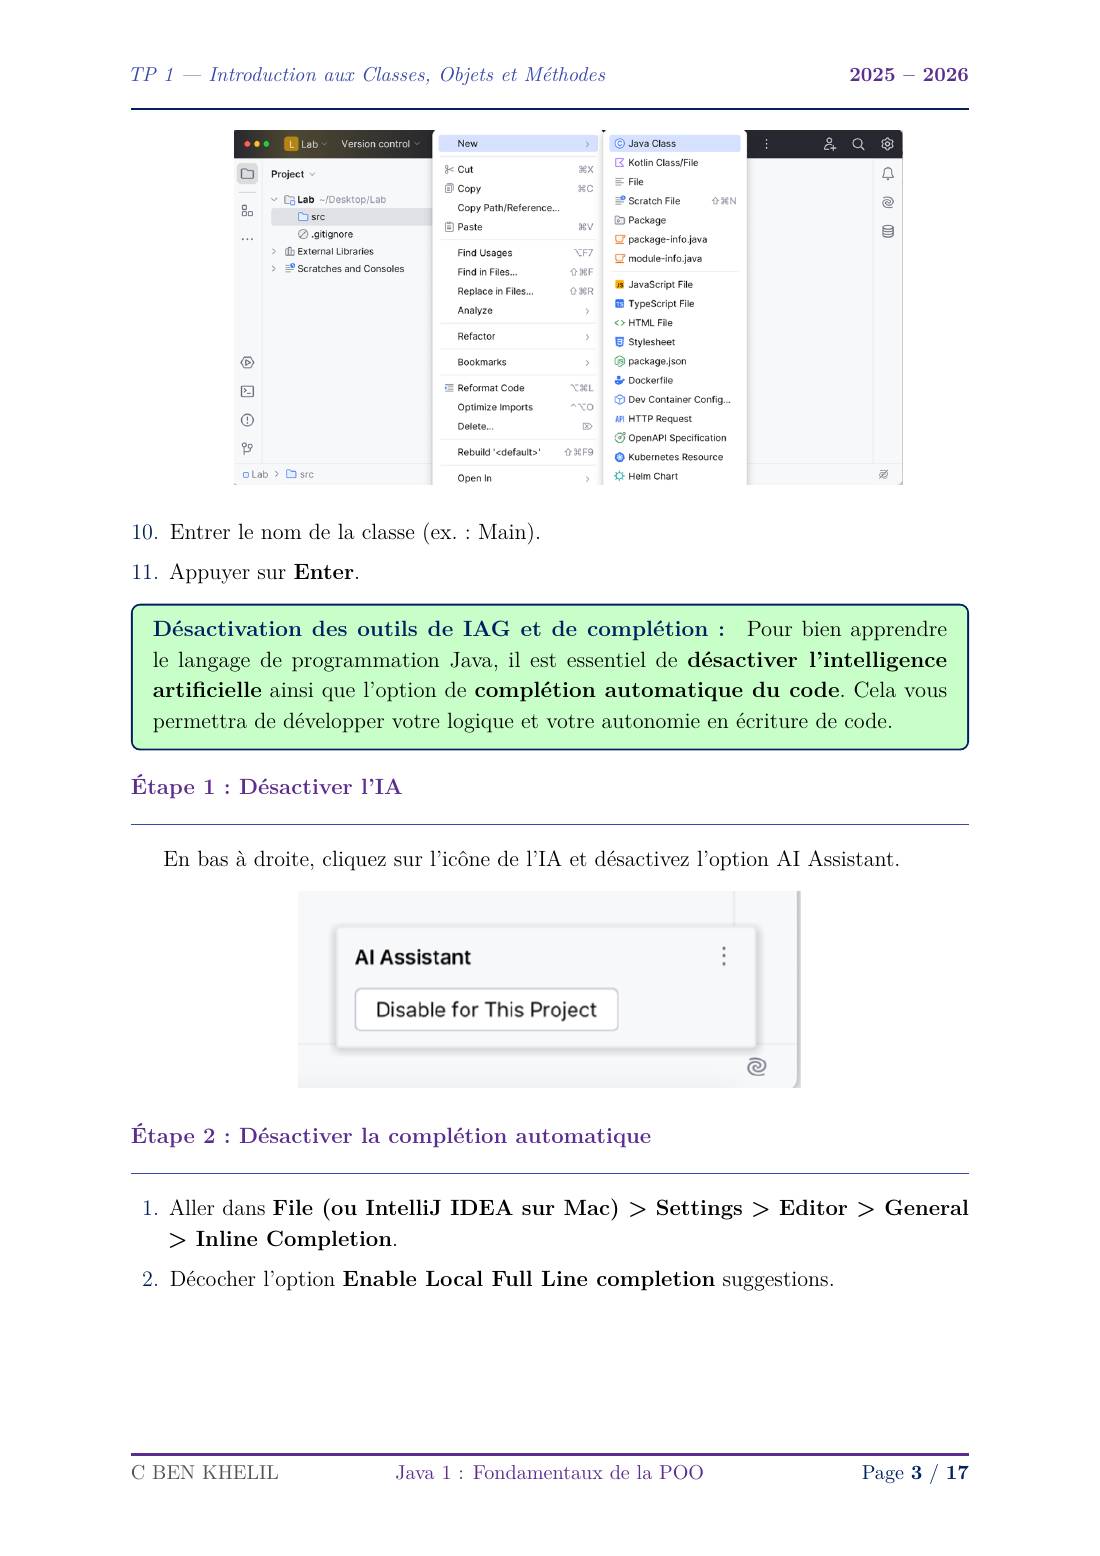 TP 1 — Introduction aux Classes, Objets et Méthodes 2025 – 2026
L Lab Version control
Project
Lab ~/Desktop/Lab
src
.gitignore
External Libraries
Scratches and Consoles
Lab > src
New >
Cut ⌘X
Copy ⌘C
Copy Path/Reference...
Paste ⌘V
Find Usages ⌥F7
Find in Files... ⇧⌘F
Replace in Files... ⇧⌘R
Analyze >
Refactor >
Bookmarks >
Reformat Code ⌥⌘L
Optimize Imports ^⌥O
Delete... ⌦
Rebuild '<default>' ⇧⌘F9
Open In >
Java Class
Kotlin Class/File
File
Scratch File ⇧⌘N
Package
package-info.java
module-info.java
JS JavaScript File
TS TypeScript File
<> HTML File
Stylesheet
package.json
Dockerfile
Dev Container Config...
API HTTP Request
OpenAPI Specification
Kubernetes Resource
Helm Chart
10. Entrer le nom de la classe (ex. : Main).
11. Appuyer sur Enter.
Désactivation des outils de IAG et de complétion : Pour bien apprendre
le langage de programmation Java, il est essentiel de désactiver l'intelligence
artificielle ainsi que l'option de complétion automatique du code. Cela vous
permettra de développer votre logique et votre autonomie en écriture de code.
Étape 1 : Désactiver l'IA
En bas à droite, cliquez sur l'icône de l'IA et désactivez l'option AI Assistant.
AI Assistant
Disable for This Project
Étape 2 : Désactiver la complétion automatique
1. Aller dans File (ou IntelliJ IDEA sur Mac) > Settings > Editor > General
> Inline Completion.
2. Décocher l'option Enable Local Full Line completion suggestions.
C BEN KHELIL Java 1 : Fondamentaux de la POO Page 3 / 17